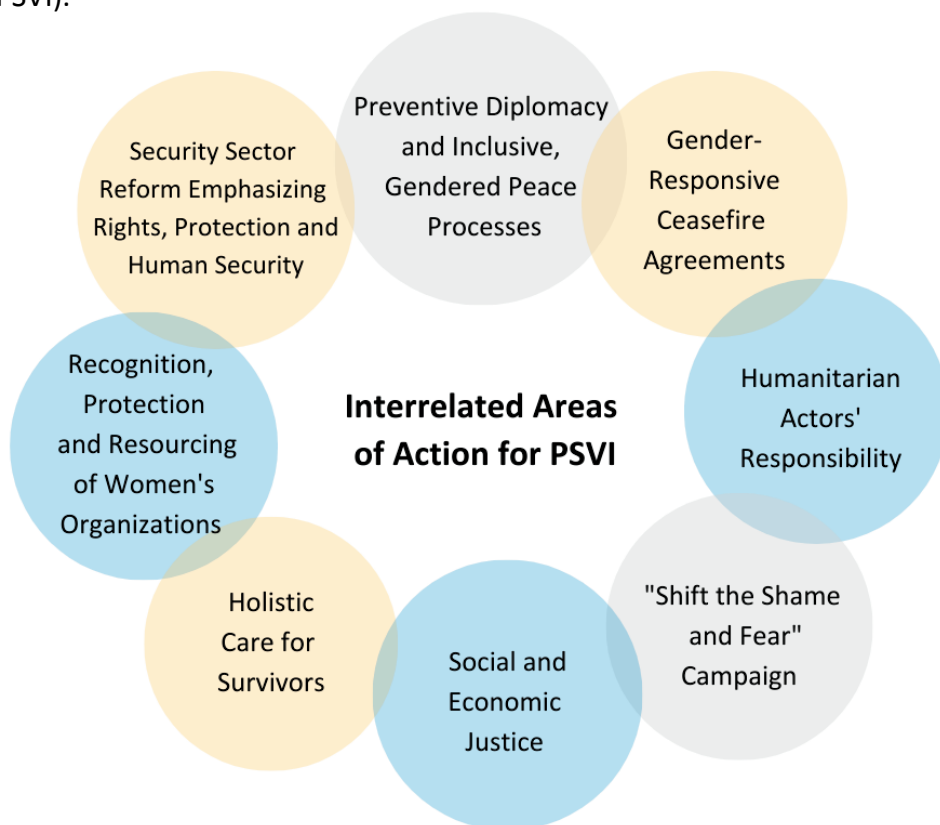 PSVI).
Preventive Diplomacy
and Inclusive,
Gendered Peace
Processes
Gender-
Responsive
Ceasefire
Agreements
Humanitarian
Actors'
Responsibility
"Shift the Shame
and Fear"
Campaign
Social and
Economic
Justice
Holistic
Care for
Survivors
Recognition,
Protection
and Resourcing
of Women's
Organizations
Security Sector
Reform Emphasizing
Rights, Protection and
Human Security
Interrelated Areas
of Action for PSVI